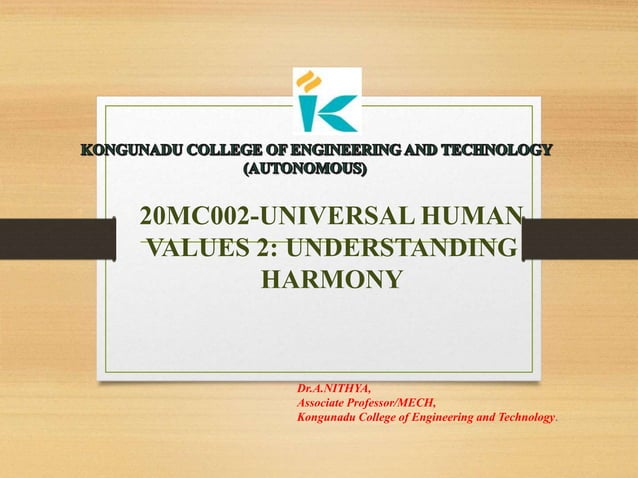 KONGUNADU COLLEGE OF ENGINEERING AND TECHNOLOGY
(AUTONOMOUS)
20MC002-UNIVERSAL HUMAN
VALUES 2: UNDERSTANDING
HARMONY
Dr.A.NITHYA,
Associate Professor/MECH,
Kongunadu College of Engineering and Technology.